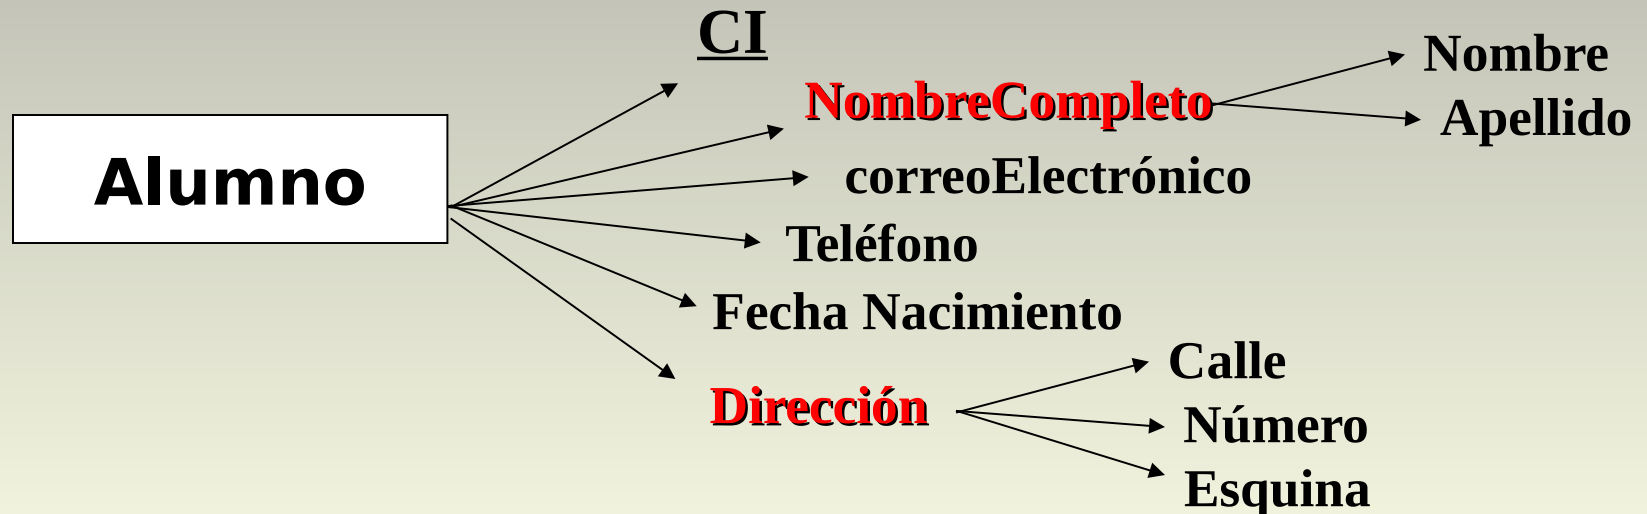 Alumno
CI
NombreCompleto
Nombre
Apellido
correoElectrónico
Teléfono
Fecha Nacimiento
Dirección
Calle
Número
Esquina